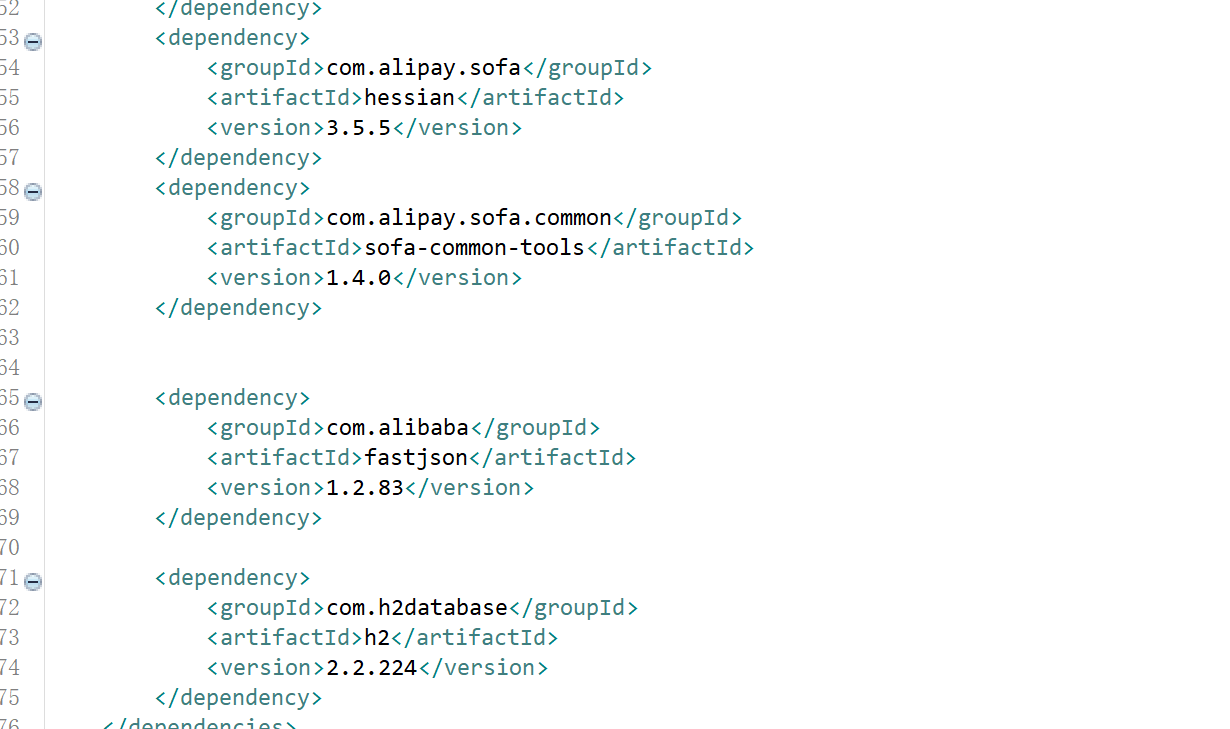 52 </dependency>
53 <dependency>
54 <groupId>com.alipay.sofa</groupId>
55 <artifactId>hessian</artifactId>
56 <version>3.5.5</version>
57 </dependency>
58 <dependency>
59 <groupId>com.alipay.sofa.common</groupId>
60 <artifactId>sofa-common-tools</artifactId>
61 <version>1.4.0</version>
62 </dependency>
63
64
65 <dependency>
66 <groupId>com.alibaba</groupId>
67 <artifactId>fastjson</artifactId>
68 <version>1.2.83</version>
69 </dependency>
70
71 <dependency>
72 <groupId>com.h2database</groupId>
73 <artifactId>h2</artifactId>
74 <version>2.2.224</version>
75 </dependency>
76 </dependencies>